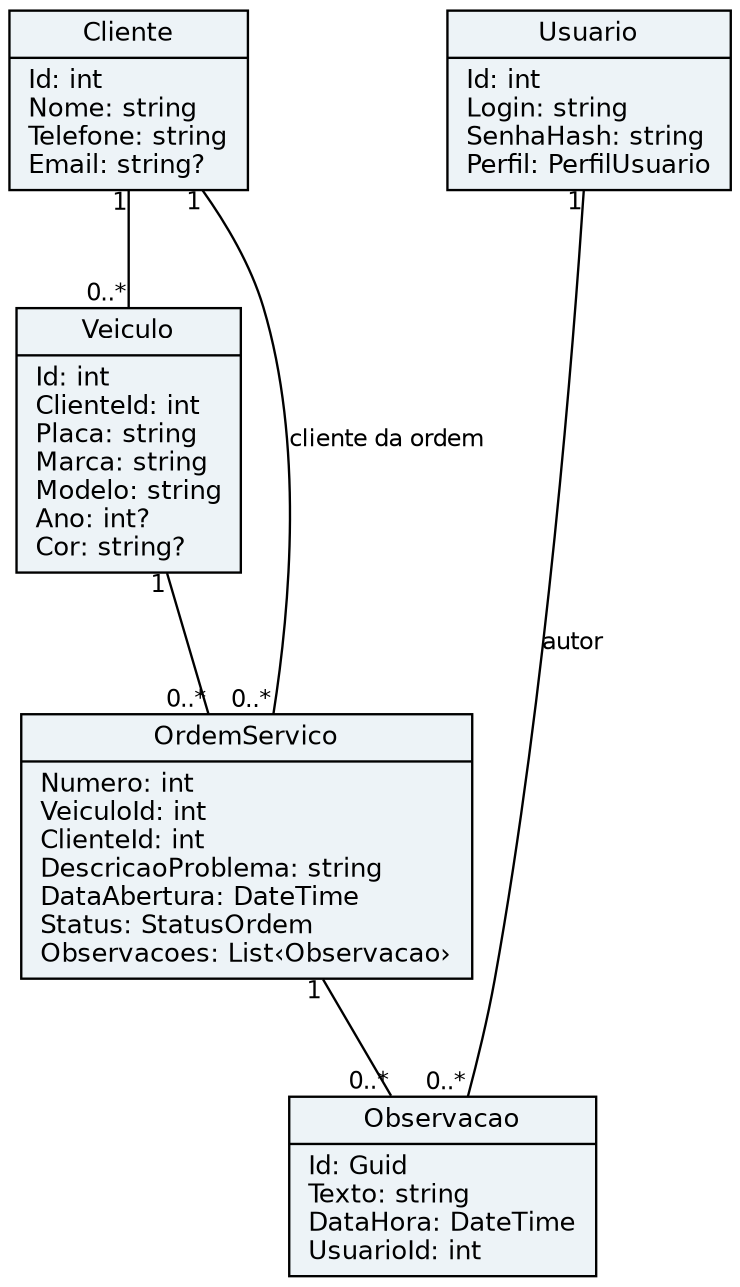 Cliente
Id: int
Nome: string
Telefone: string
Email: string?
Usuario
Id: int
Login: string
SenhaHash: string
Perfil: PerfilUsuario
1
1
1
0..*
Veiculo
Id: int
ClienteId: int
Placa: string
Marca: string
Modelo: string
Ano: int?
Cor: string?
cliente da ordem
1
autor
0..*
0..*
OrdemServico
Numero: int
VeiculoId: int
ClienteId: int
DescricaoProblema: string
DataAbertura: DateTime
Status: StatusOrdem
Observacoes: List‹Observacao›
1
0..*
0..*
Observacao
Id: Guid
Texto: string
DataHora: DateTime
UsuarioId: int